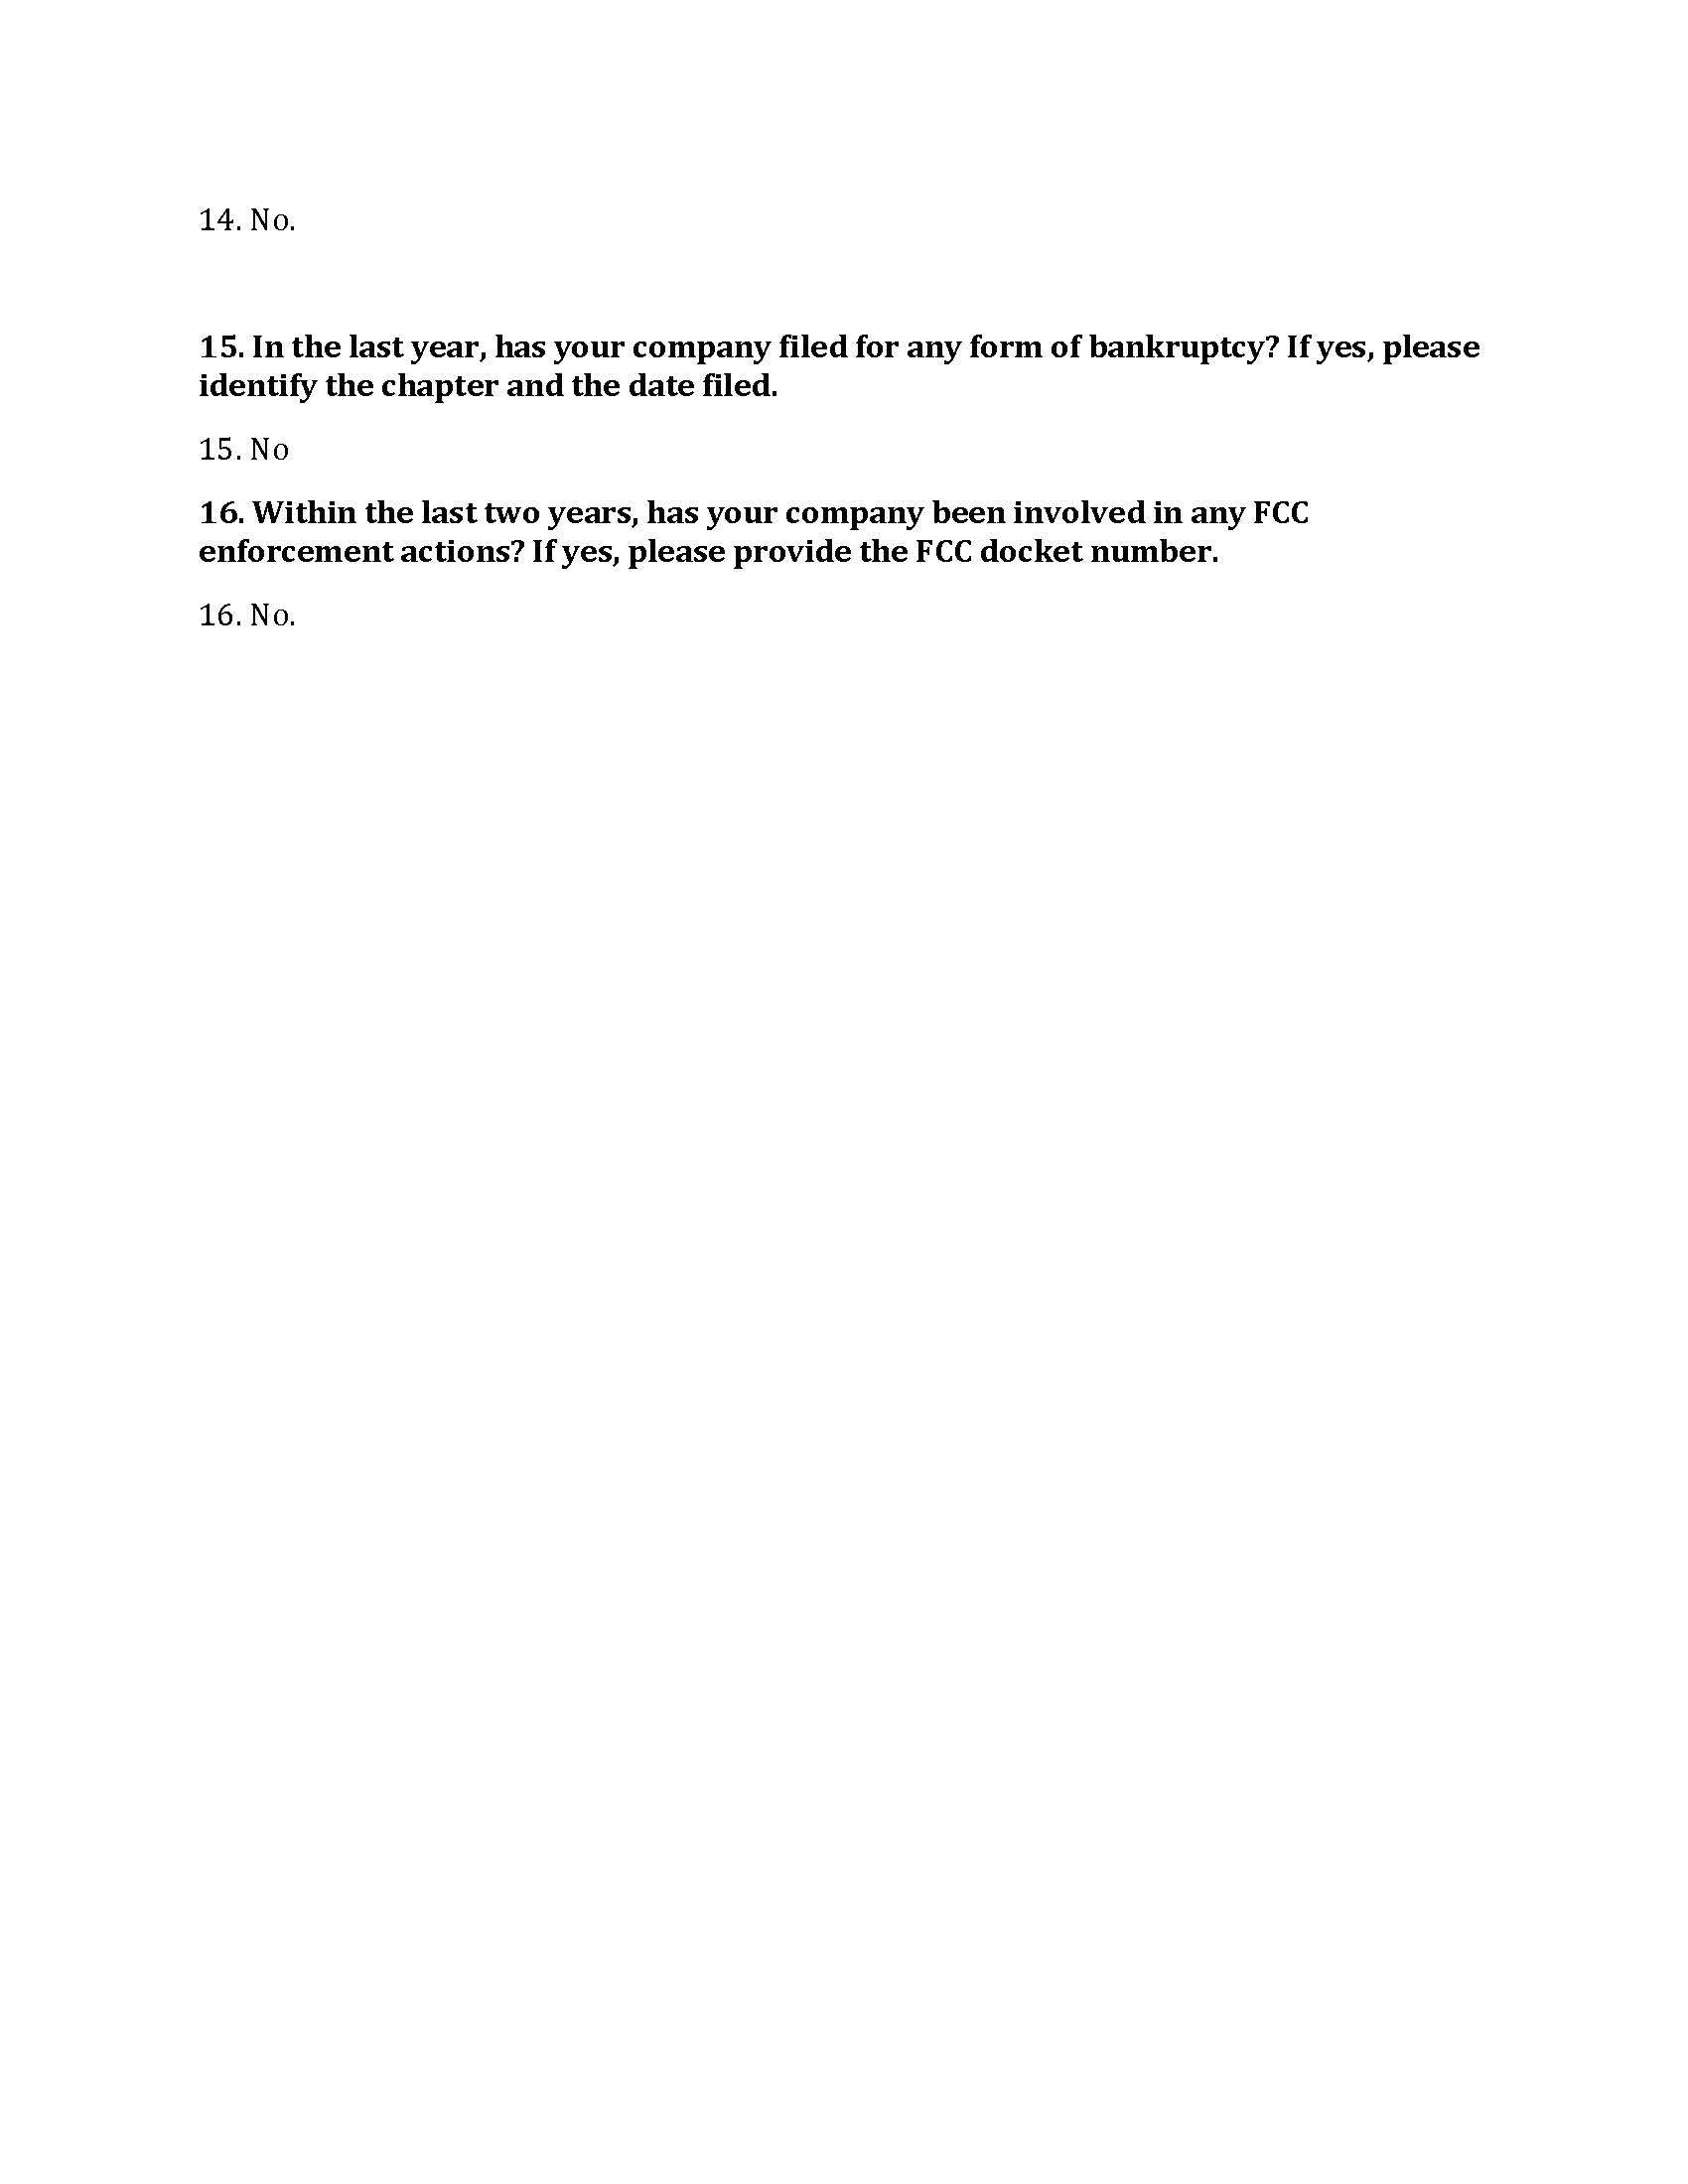 14. No.
15. In the last year, has your company filed for any form of bankruptcy? If yes, please
identify the chapter and the date filed.
15. No
16. Within the last two years, has your company been involved in any FCC
enforcement actions? If yes, please provide the FCC docket number.
16. No.